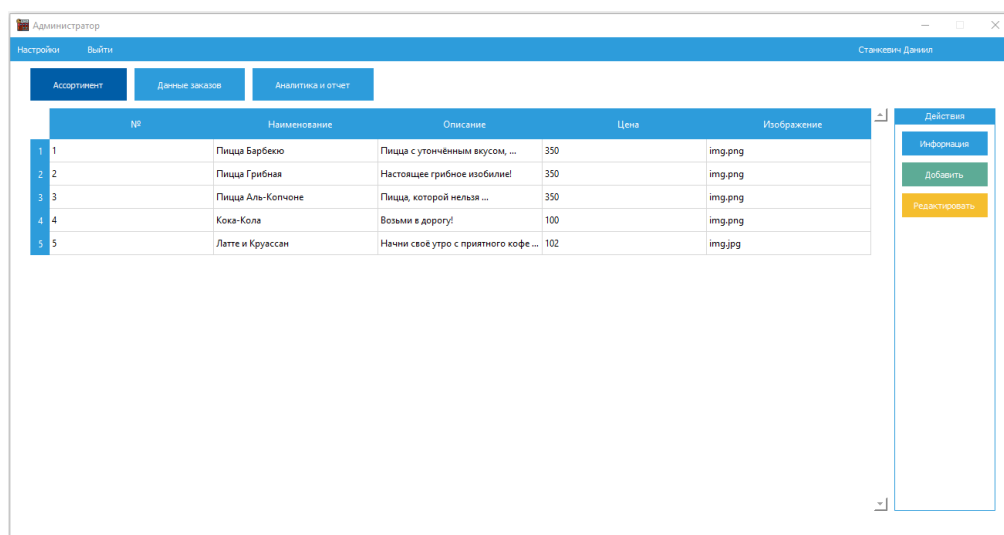 Администратор
Настройки Выйти Станкевич Даниил
Ассортимент Данные заказов Аналитика и отчет
№ Наименование Описание Цена Изображение
1 1 Пицца Барбекю Пицца с утончённым вкусом, ... 350 img.png
2 2 Пицца Грибная Настоящее грибное изобилие! 350 img.png
3 3 Пицца Аль-Копчоне Пицца, которой нельзя ... 350 img.png
4 4 Кока-Кола Возьми в дорогу! 100 img.png
5 5 Латте и Круассан Начни своё утро с приятного кофе ... 102 img.jpg
Действия
Информация
Добавить
Редактировать